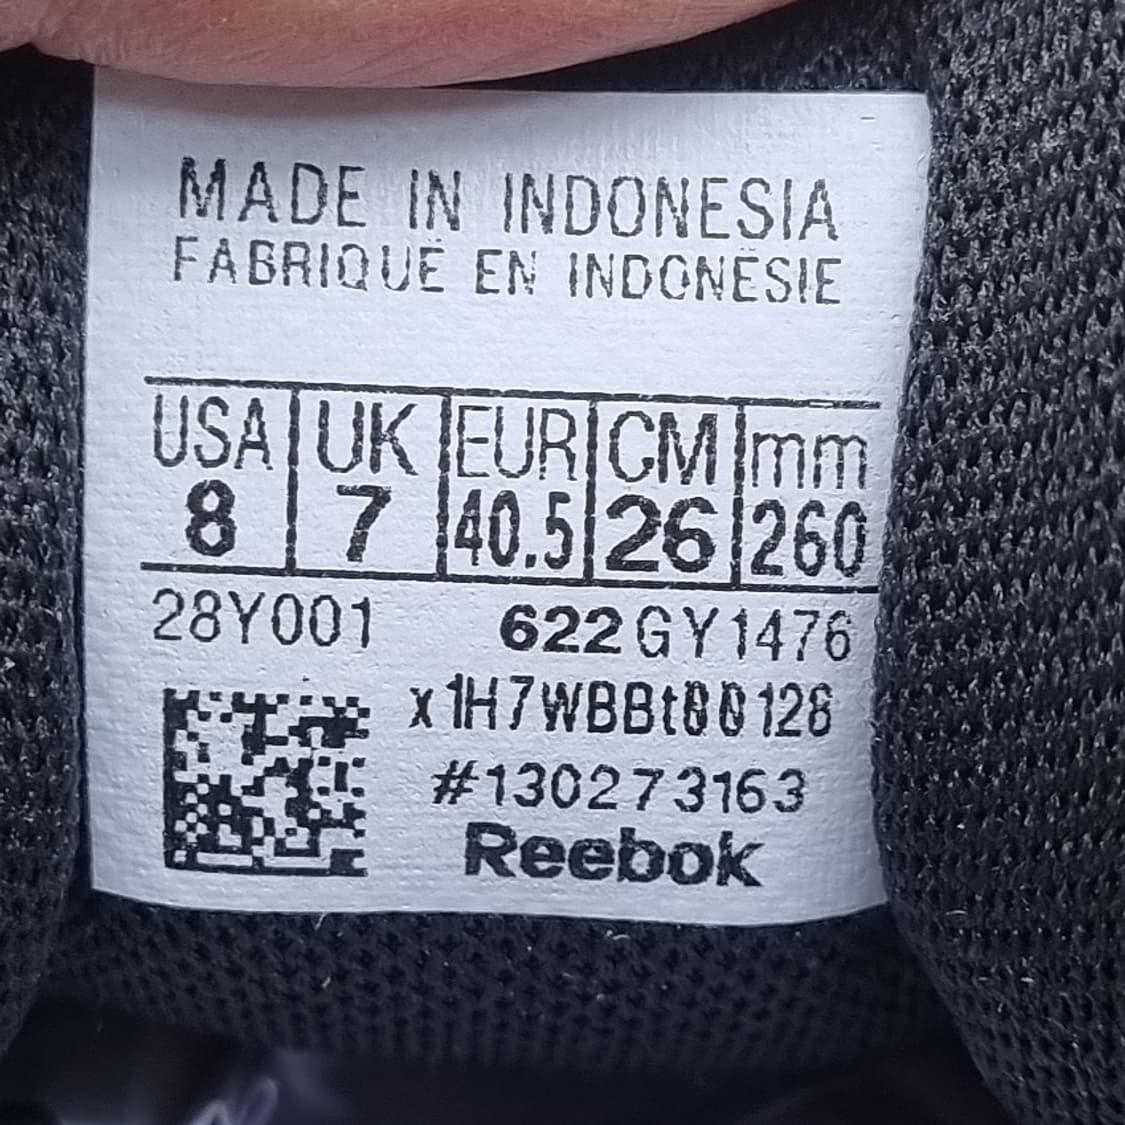 MADE IN INDONESIA
FABRIQUÉ EN INDONÉSIE
USA UK EUR CM mm
8 7 40.5 26 260
28Y001 622 GY1476
#130273163
Reebok